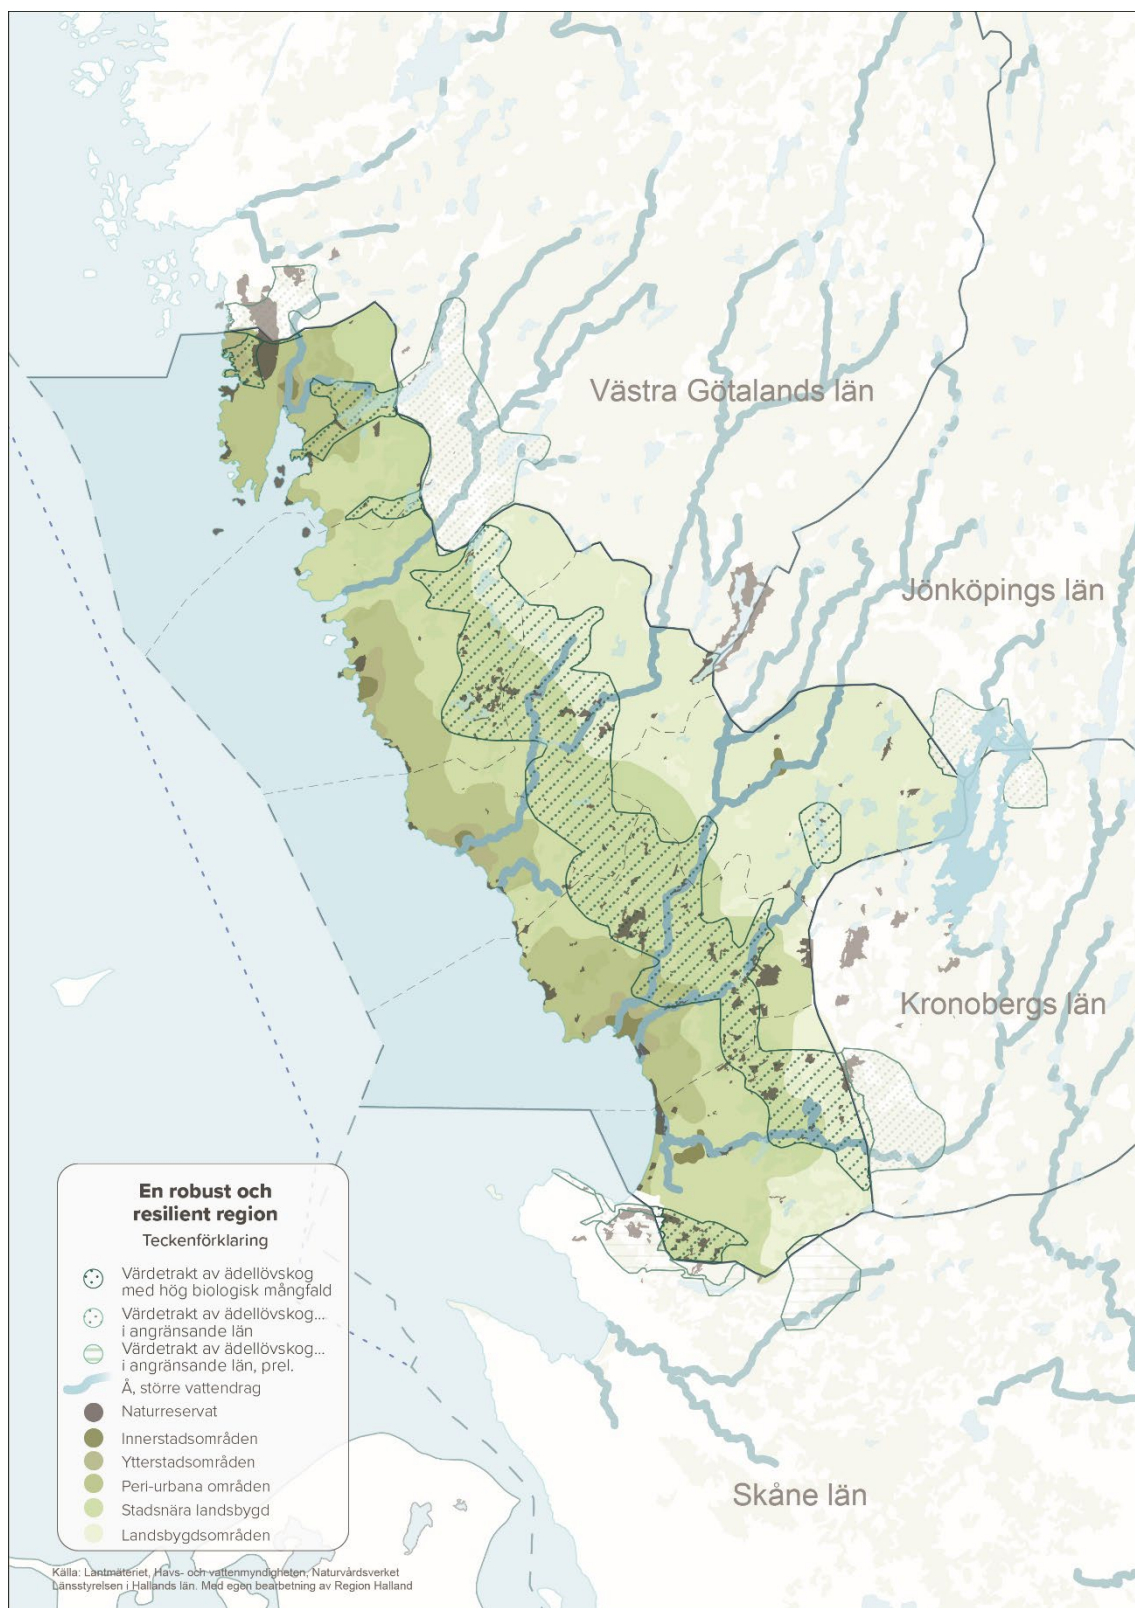 Västra Götalands län
Jönköpings län
Kronobergs län
Skåne län
En robust och
resilient region
Teckenförklaring
Värdetrakt av ädellövskog
med hög biologisk mångfald
Värdetrakt av ädellövskog...
i angränsande län
Värdetrakt av ädellövskog...
i angränsande län, prel.
Å, större vattendrag
Naturreservat
Innerstadsområden
Ytterstadsområden
Peri-urbana områden
Stadsnära landsbygd
Landsbygdsområden
Källa: Lantmäteriet, Havs- och vattenmyndigheten, Naturvårdsverket
Länsstyrelsen i Hallands län. Med egen bearbetning av Region Halland